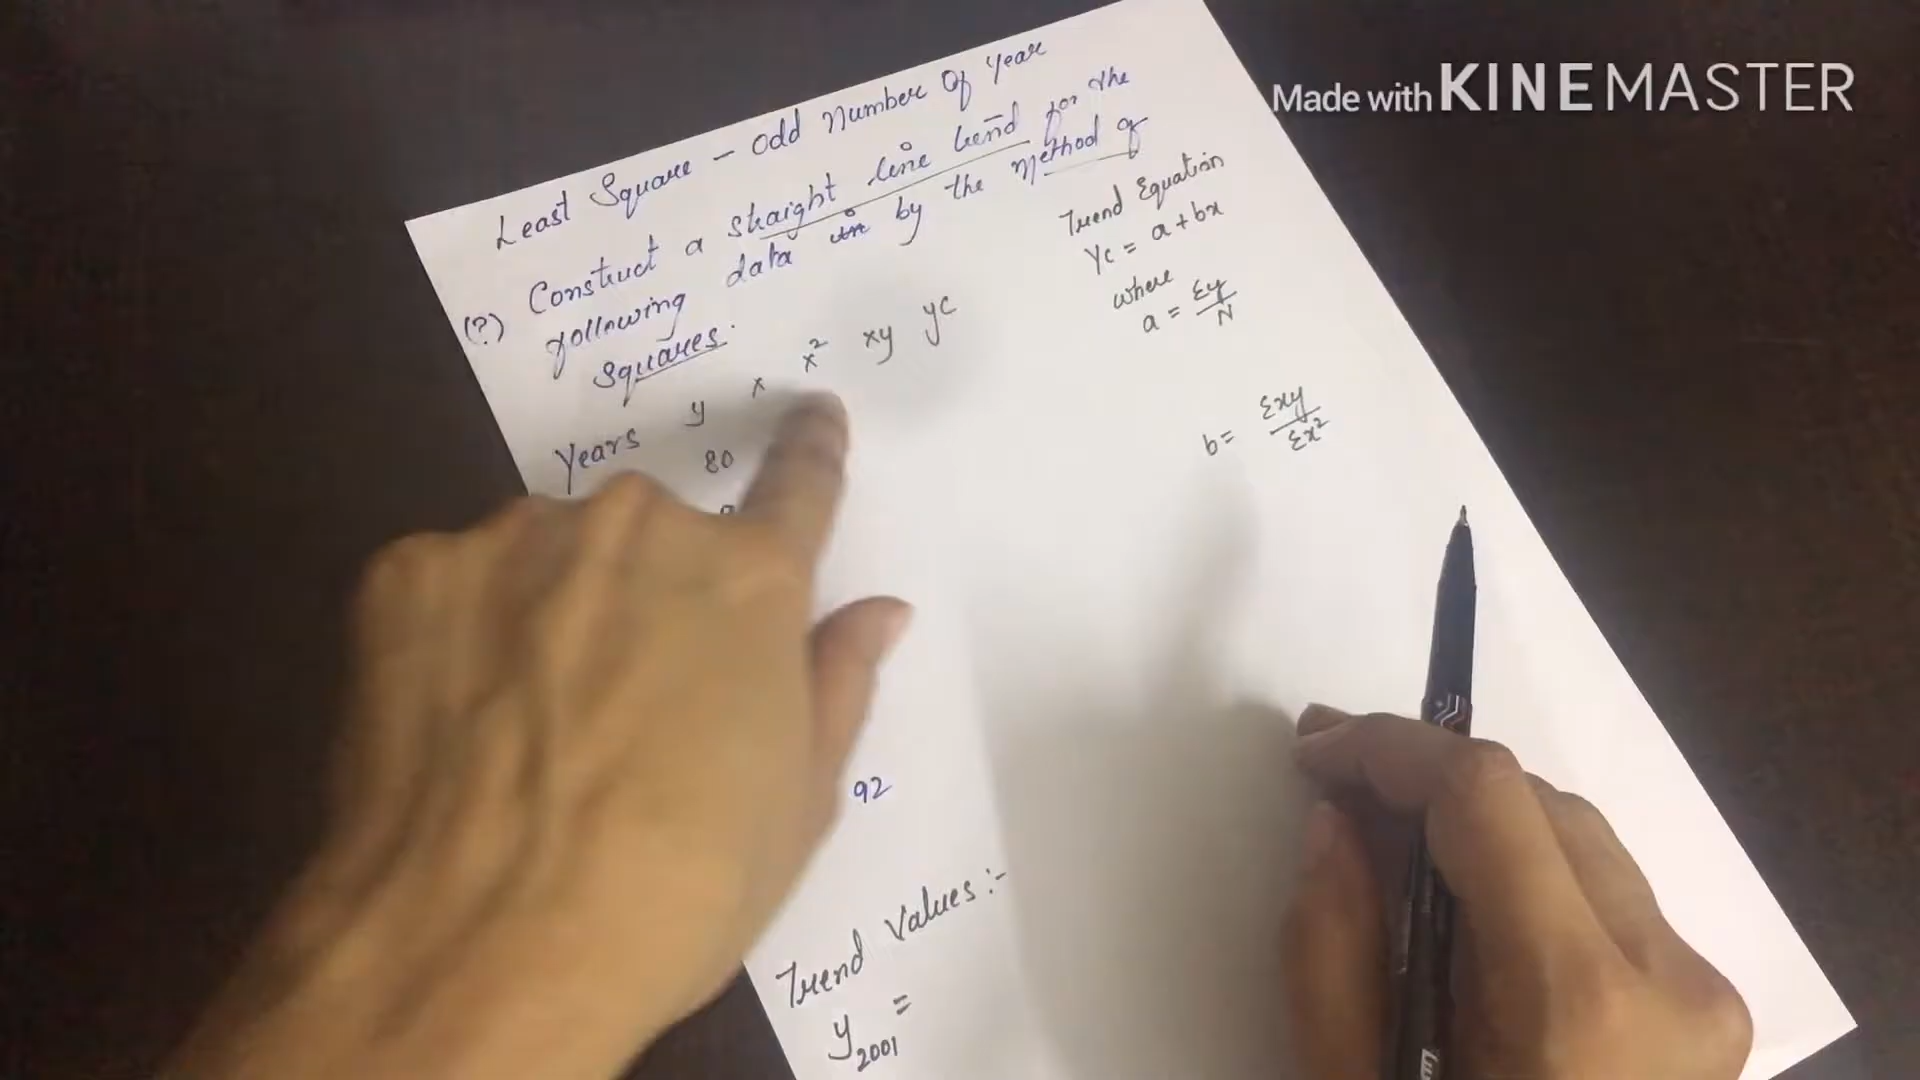 Made with KINEMASTER
Least Square - Odd Number Of Year
(?) Construct a straight line trend for the
following data by the method of
squares.
Years y x x² xy yc
80
92
Trend Equation
Yc = a + bx
where
a = Σy/N
b = Σxy/Σx²
Trend Values :-
y2001 =